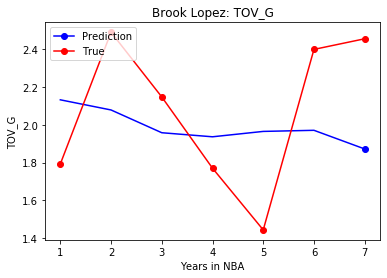 Brook Lopez: TOV_G
Prediction
True
TOV_G
2.4
2.2
2.0
1.8
1.6
1.4
1 2 3 4 5 6 7
Years in NBA